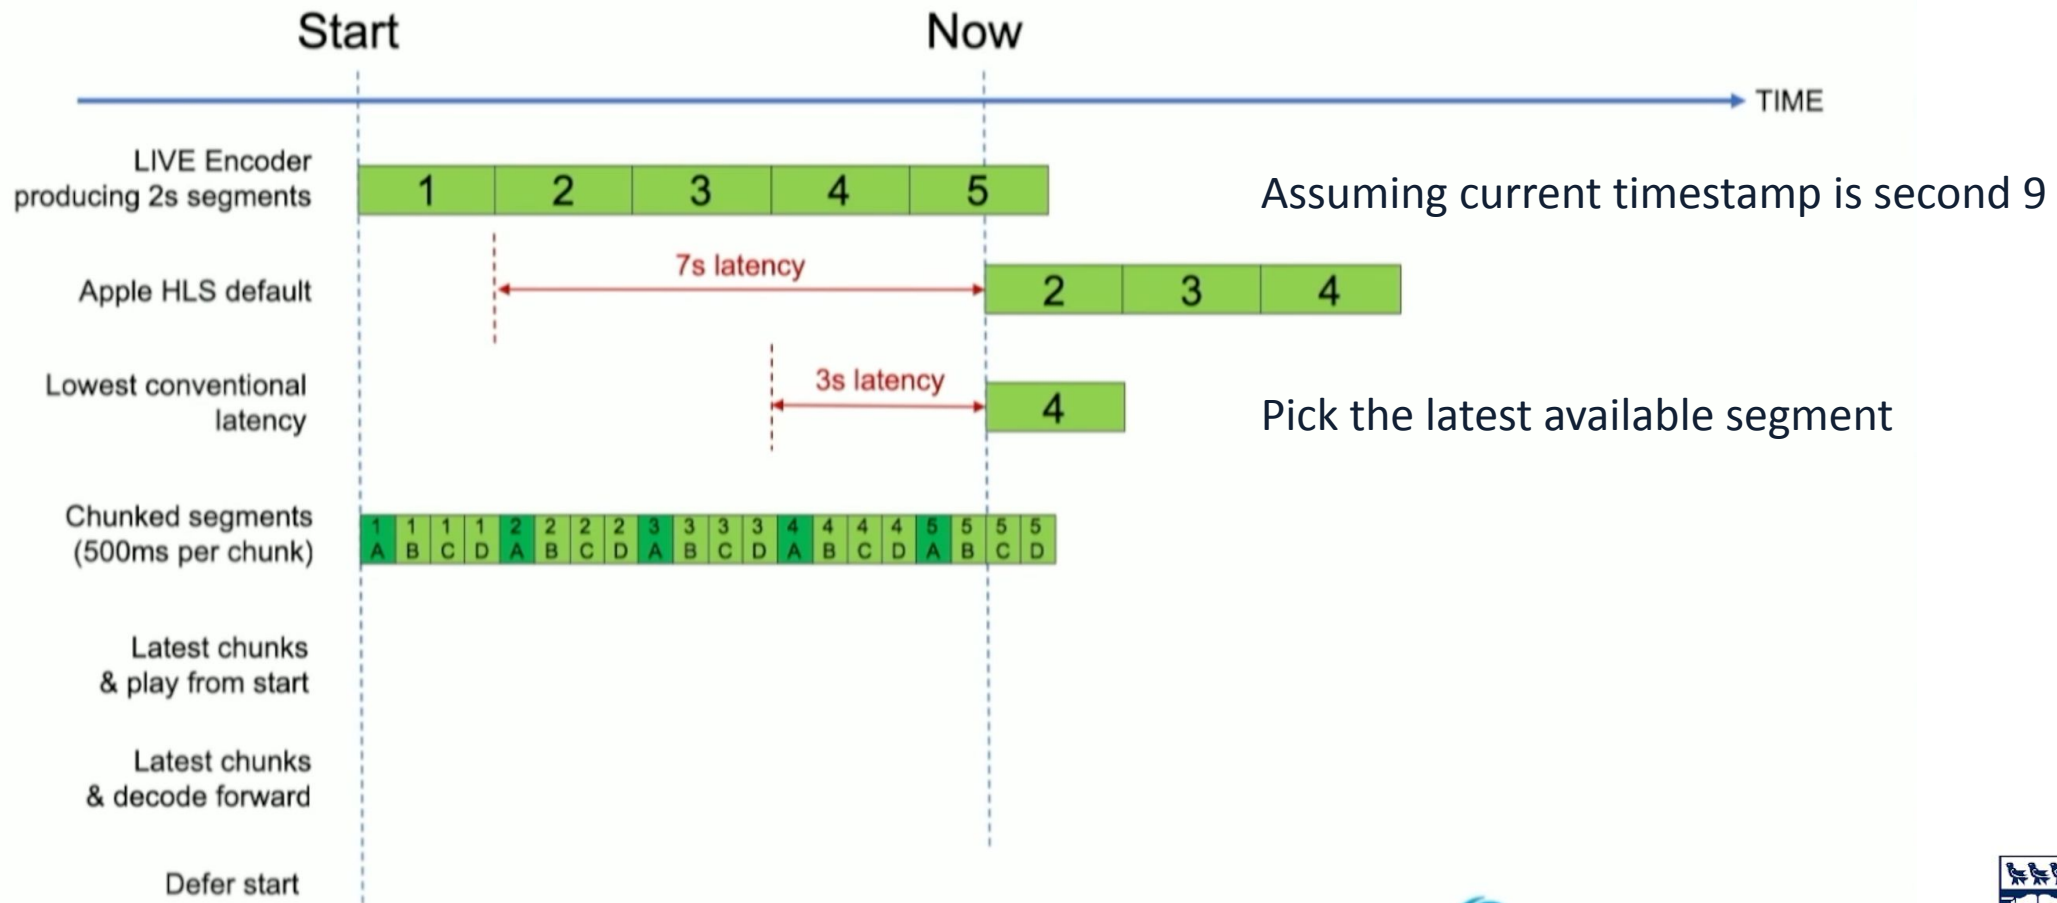 Start
Now
TIME
LIVE Encoder
producing 2s segments
1 2 3 4 5
Assuming current timestamp is second 9
Apple HLS default
7s latency
2 3 4
Lowest conventional
latency
3s latency
4
Pick the latest available segment
Chunked segments
(500ms per chunk)
1 1 1 1 2 2 2 2 3 3 3 3 4 4 4 4 5 5 5 5
A B C D A B C D A B C D A B C D A B C D
Latest chunks
& play from start
Latest chunks
& decode forward
Defer start